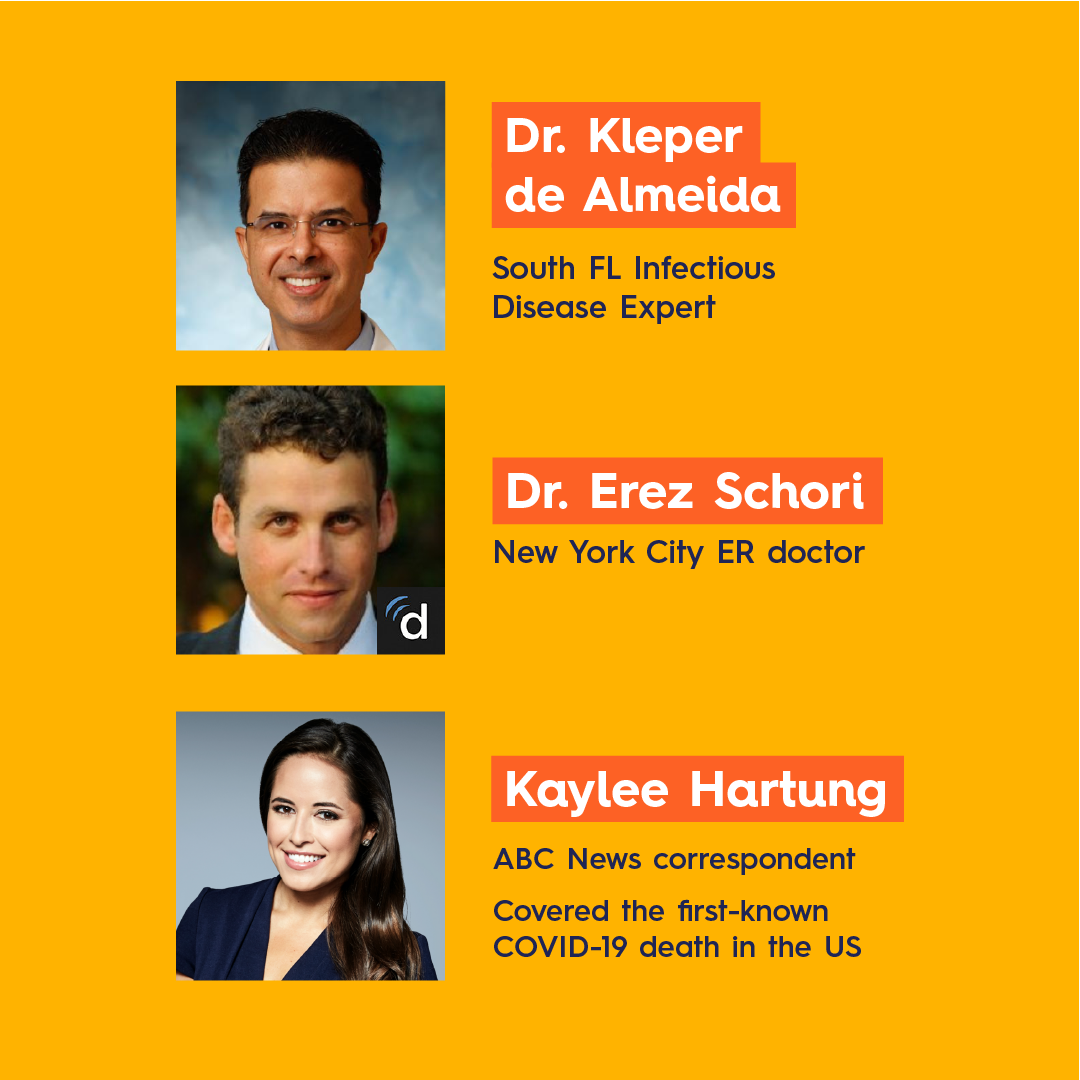 Dr. Kleper
de Almeida
South FL Infectious
Disease Expert
d
Dr. Erez Schori
New York City ER doctor
Kaylee Hartung
ABC News correspondent
Covered the first-known
COVID-19 death in the US